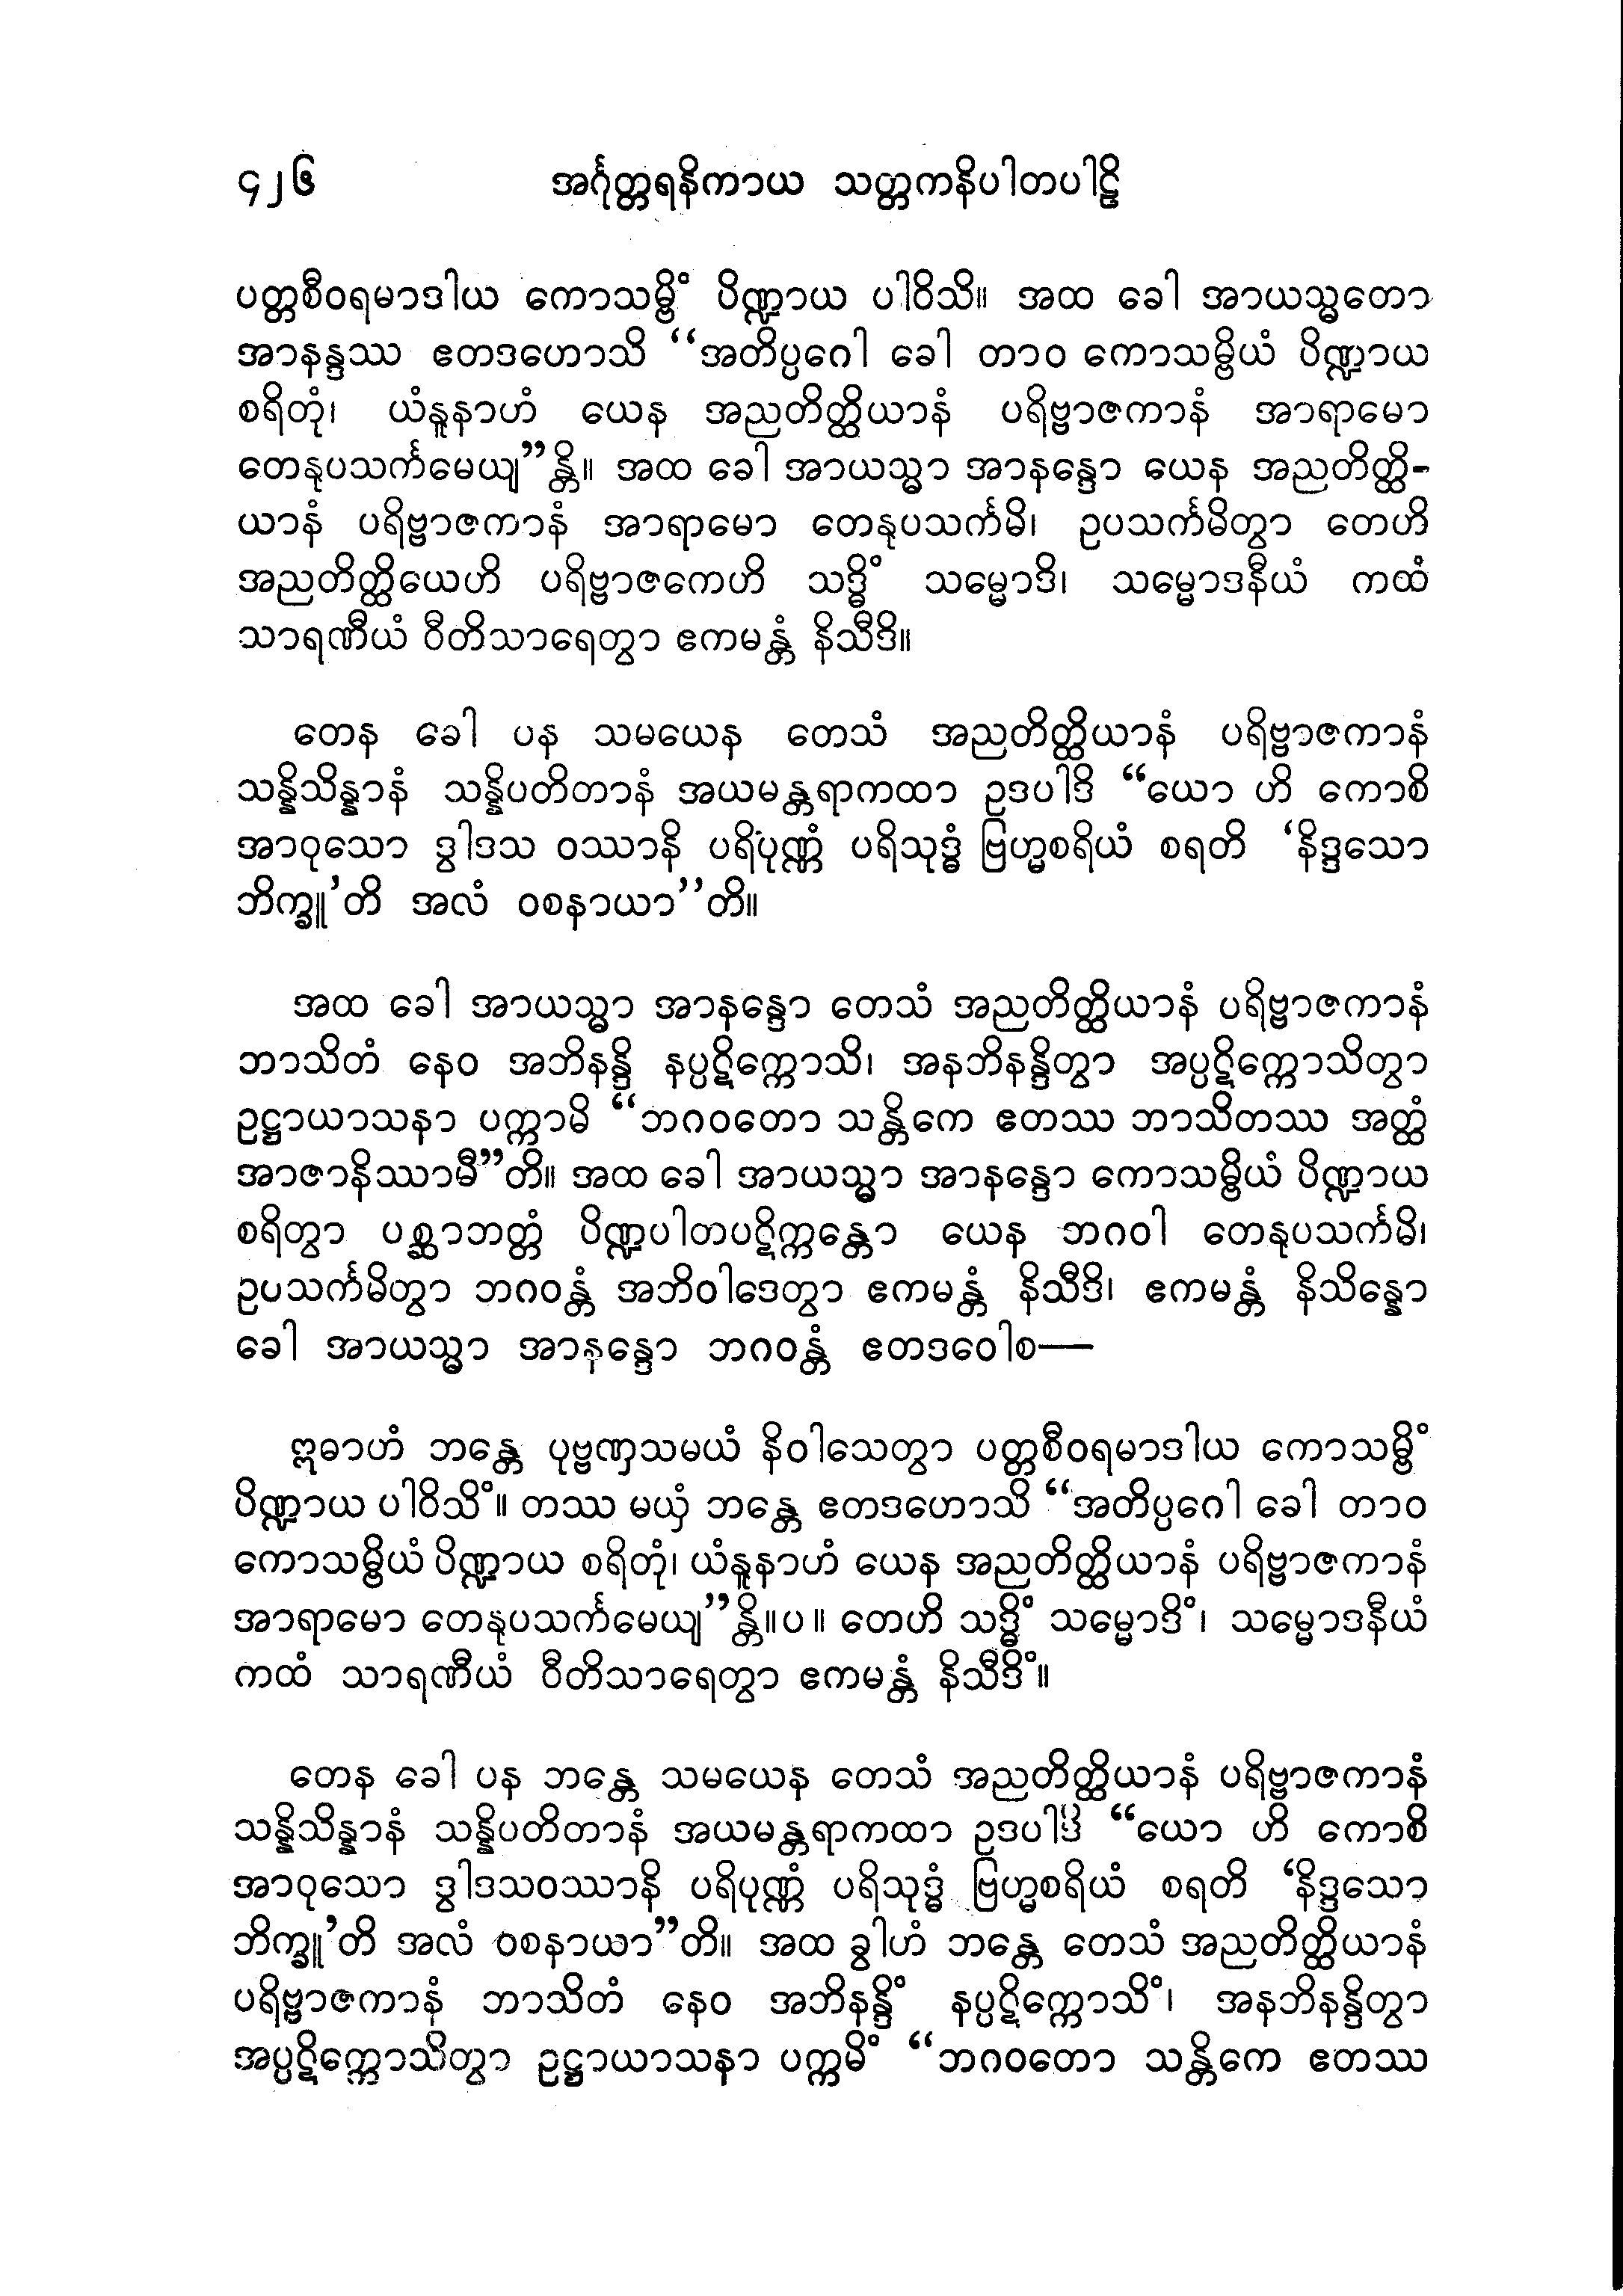 ၄၂၆ အင်္ဂုတ္တရနိကာယ သတ္တကနိပါတပါဠိ
ပတ္တစီဝရမာဒါယ ကောသမ္ဗိံ ပိဏ္ဍာယ ပါဝိသိ။ အထ ခေါ အာယသ္မတော
အာနန္ဒဿ ဧတဒဟောသိ “အတိပ္ပဂေါ ခေါ တာဝ ကောသမ္ဗိယံ ပိဏ္ဍာယ
စရိတုံ၊ ယံနူနာဟံ ယေန အညတိတ္ထိယာနံ ပရိဗ္ဗာဇကာနံ အာရာမော
တေနုပသင်္ကမေယျ”န္တိ။ အထ ခေါ အာယသ္မာ အာနန္ဒော ယေန အညတိတ္ထိ-
ယာနံ ပရိဗ္ဗာဇကာနံ အာရာမော တေနုပသင်္ကမိ၊ ဥပသင်္ကမိတွာ တေဟိ
အညတိတ္ထိယေဟိ ပရိဗ္ဗာဇကေဟိ သဒ္ဓိံ သမ္မောဒိ၊ သမ္မောဒနီယံ ကထံ
သာရဏီယံ ဝီတိသာရေတွာ ဧကမန္တံ နိသီဒိ။
တေန ခေါ ပန သမယေန တေသံ အညတိတ္ထိယာနံ ပရိဗ္ဗာဇကာနံ
သန္နိသိန္နာနံ သန္နိပတိတာနံ အယမန္တရာကထာ ဥဒပါဒိ “ယော ဟိ ကောစိ
အာဝုသော ဒွါဒသ ဝဿာနိ ပရိပုဏ္ဏံ ပရိသုဒ္ဓံ ဗြဟ္မစရိယံ စရတိ ‘နိဒ္ဒသော
ဘိက္ခူ’တိ အလံ ဝစနာယာ”တိ။
အထ ခေါ အာယသ္မာ အာနန္ဒော တေသံ အညတိတ္ထိယာနံ ပရိဗ္ဗာဇကာနံ
ဘာသိတံ နေဝ အဘိနန္ဒိ နပ္ပဋိက္ကောသိ၊ အနဘိနန္ဒိတွာ အပ္ပဋိက္ကောသိတွာ
ဥဋ္ဌာယာသနာ ပက္ကာမိ “ဘဂဝတော သန္တိကေ ဧတဿ ဘာသိတဿ အတ္ထံ
အာဇာနိဿာမီ”တိ။ အထ ခေါ အာယသ္မာ အာနန္ဒော ကောသမ္ဗိယံ ပိဏ္ဍာယ
စရိတွာ ပစ္ဆာဘတ္တံ ပိဏ္ဍပါတပဋိက္ကန္တော ယေန ဘဂဝါ တေနုပသင်္ကမိ၊
ဥပသင်္ကမိတွာ ဘဂဝန္တံ အဘိဝါဒေတွာ ဧကမန္တံ နိသီဒိ၊ ဧကမန္တံ နိသိန္နော
ခေါ အာယသ္မာ အာနန္ဒော ဘဂဝန္တံ ဧတဒဝေါစ—
ဣဓာဟံ ဘန္တေ ပုဗ္ဗဏှသမယံ နိဝါသေတွာ ပတ္တစီဝရမာဒါယ ကောသမ္ဗိံ
ပိဏ္ဍာယ ပါဝိသိံ။ တဿ မယှံ ဘန္တေ ဧတဒဟောသိ “အတိပ္ပဂေါ ခေါ တာဝ
ကောသမ္ဗိယံ ပိဏ္ဍာယ စရိတုံ၊ ယံနူနာဟံ ယေန အညတိတ္ထိယာနံ ပရိဗ္ဗာဇကာနံ
အာရာမော တေနုပသင်္ကမေယျ”န္တိ။ပ။ တေဟိ သဒ္ဓိံ သမ္မောဒိံ၊ သမ္မောဒနီယံ
ကထံ သာရဏီယံ ဝီတိသာရေတွာ ဧကမန္တံ နိသီဒိံ။
တေန ခေါ ပန ဘန္တေ သမယေန တေသံ အညတိတ္ထိယာနံ ပရိဗ္ဗာဇကာနံ
သန္နိသိန္နာနံ သန္နိပတိတာနံ အယမန္တရာကထာ ဥဒပါဒိ “ယော ဟိ ကောစိ
အာဝုသော ဒွါဒသဝဿာနိ ပရိပုဏ္ဏံ ပရိသုဒ္ဓံ ဗြဟ္မစရိယံ စရတိ ‘နိဒ္ဒသော
ဘိက္ခူ’တိ အလံ ဝစနာယာ”တိ။ အထ ခွါဟံ ဘန္တေ တေသံ အညတိတ္ထိယာနံ
ပရိဗ္ဗာဇကာနံ ဘာသိတံ နေဝ အဘိနန္ဒိံ နပ္ပဋိက္ကောသိံ၊ အနဘိနန္ဒိတွာ
အပ္ပဋိက္ကောသိတွာ ဥဋ္ဌာယာသနာ ပက္ကမိံ “ဘဂဝတော သန္တိကေ ဧတဿ